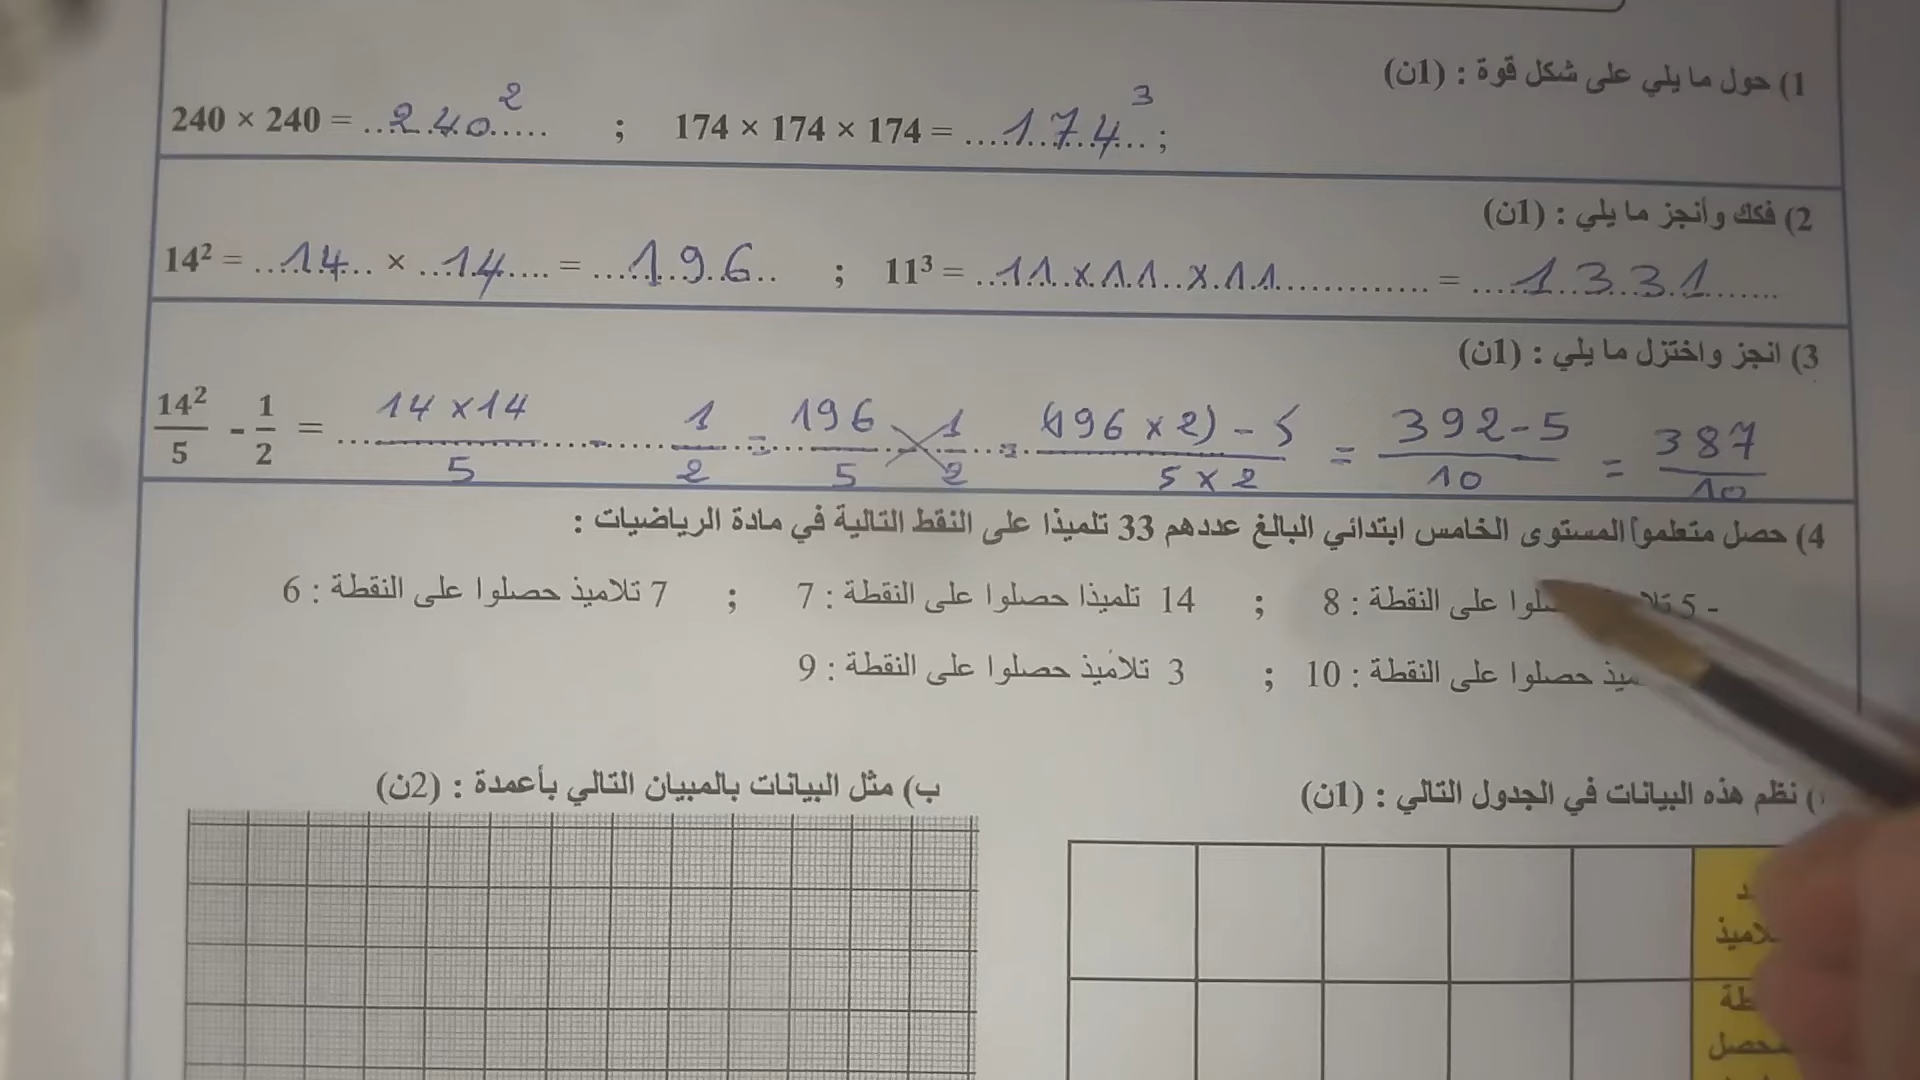 1) حول ما يلي على شكل قوة : (1ن)
240 × 240 = 240² ; 174 × 174 × 174 = 174³ ;
2) فكك وأنجز ما يلي : (1ن)
14² = 14 × 14 = 196 ; 11³ = 11 × 11 × 11 = 1331
3) انجز واختزل ما يلي : (1ن)
14²/5 - 1/2 = 14×14/5 - 1/2 = 196/5 - 1/2 = (196 × 2) - 5/5 × 2 = 392-5/10 = 387/10
4) حصل متعلموا المستوى الخامس ابتدائي البالغ عددهم 33 تلميذا على النقط التالية في مادة الرياضيات :
- 5 على النقطة : 8 ; 14 تلميذا حصلوا على النقطة : 7 ; 7 تلاميذ حصلوا على النقطة : 6
حصلوا على النقطة : 10 ; 3 تلاميذ حصلوا على النقطة : 9
) نظم هذه البيانات في الجدول التالي : (1ن)
ب) مثل البيانات بالمبيان التالي بأعمدة : (2ن)